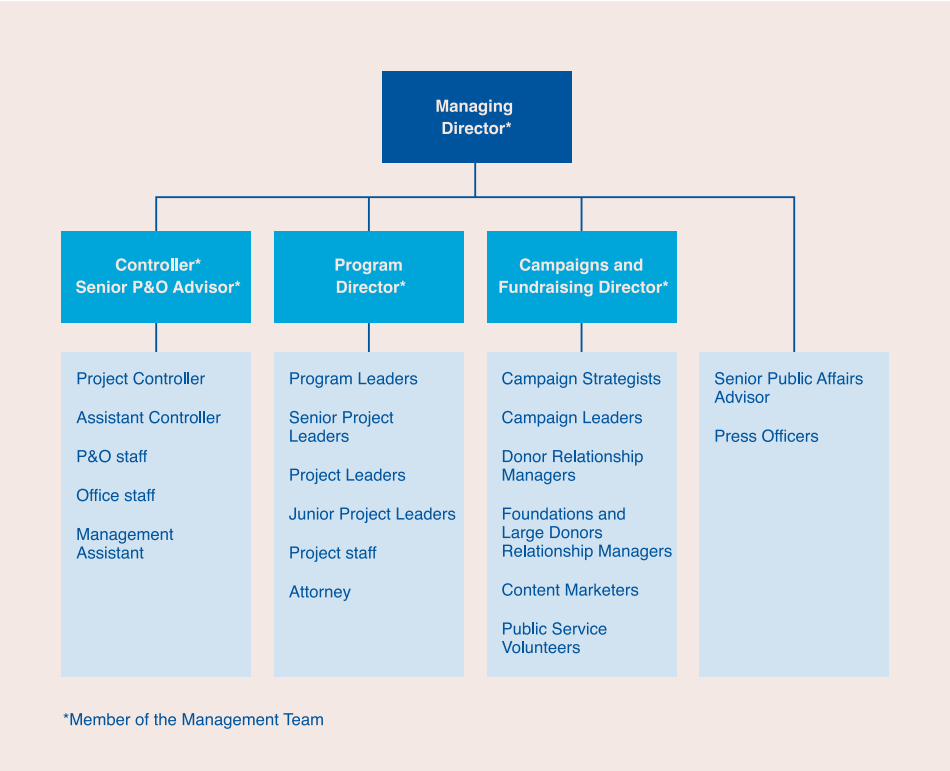 Managing
Director*
Controller*
Senior P&O Advisor*
Program
Director*
Campaigns and
Fundraising Director*
Project Controller
Assistant Controller
P&O staff
Office staff
Management
Assistant
Program Leaders
Senior Project
Leaders
Project Leaders
Junior Project Leaders
Project staff
Attorney
Campaign Strategists
Campaign Leaders
Donor Relationship
Managers
Foundations and
Large Donors
Relationship Managers
Content Marketers
Public Service
Volunteers
Senior Public Affairs
Advisor
Press Officers
*Member of the Management Team